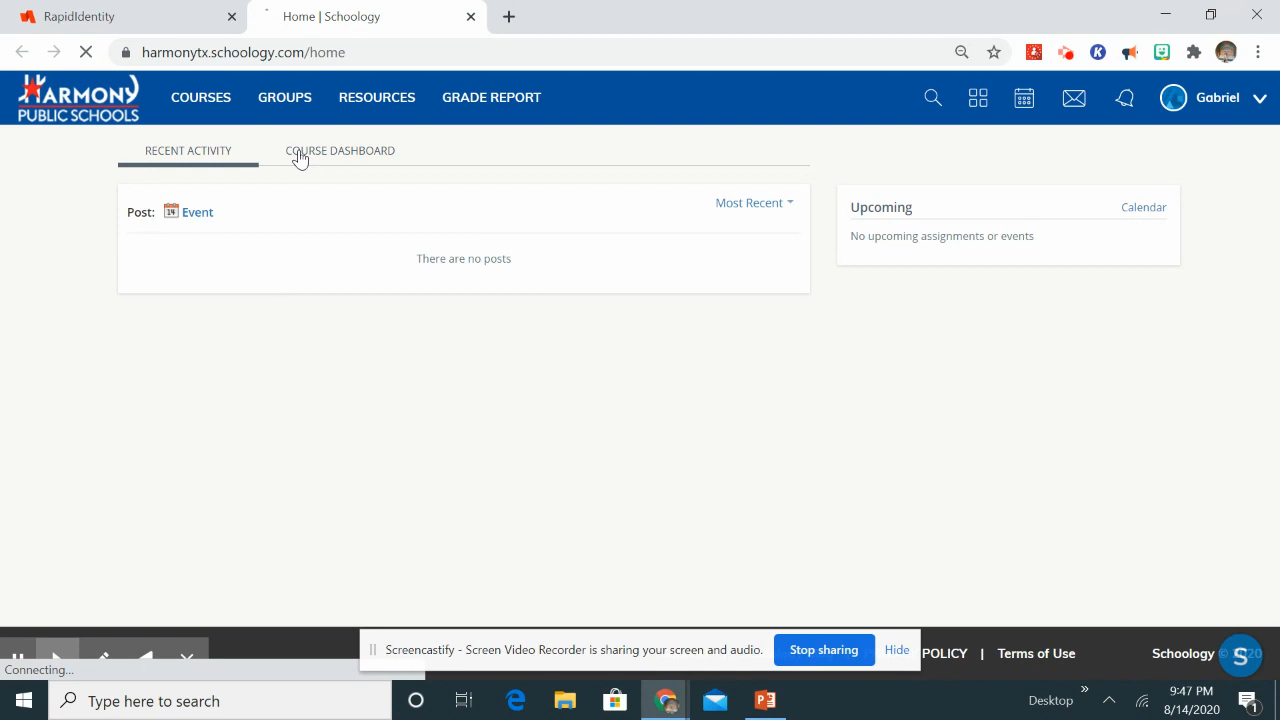 RapidIdentity
Home | Schoology
harmonytx.schoology.com/home
HARMONY
PUBLIC SCHOOLS
COURSES
GROUPS
RESOURCES
GRADE REPORT
Gabriel
RECENT ACTIVITY
COURSE DASHBOARD
Post:
14
Event
Most Recent
There are no posts
Upcoming
Calendar
No upcoming assignments or events
Screencastify - Screen Video Recorder is sharing your screen and audio.
Stop sharing
Hide
POLICY | Terms of Use
Schoology © 2020
S
Connecting...
Type here to search
Desktop
9:47 PM
8/14/2020
1